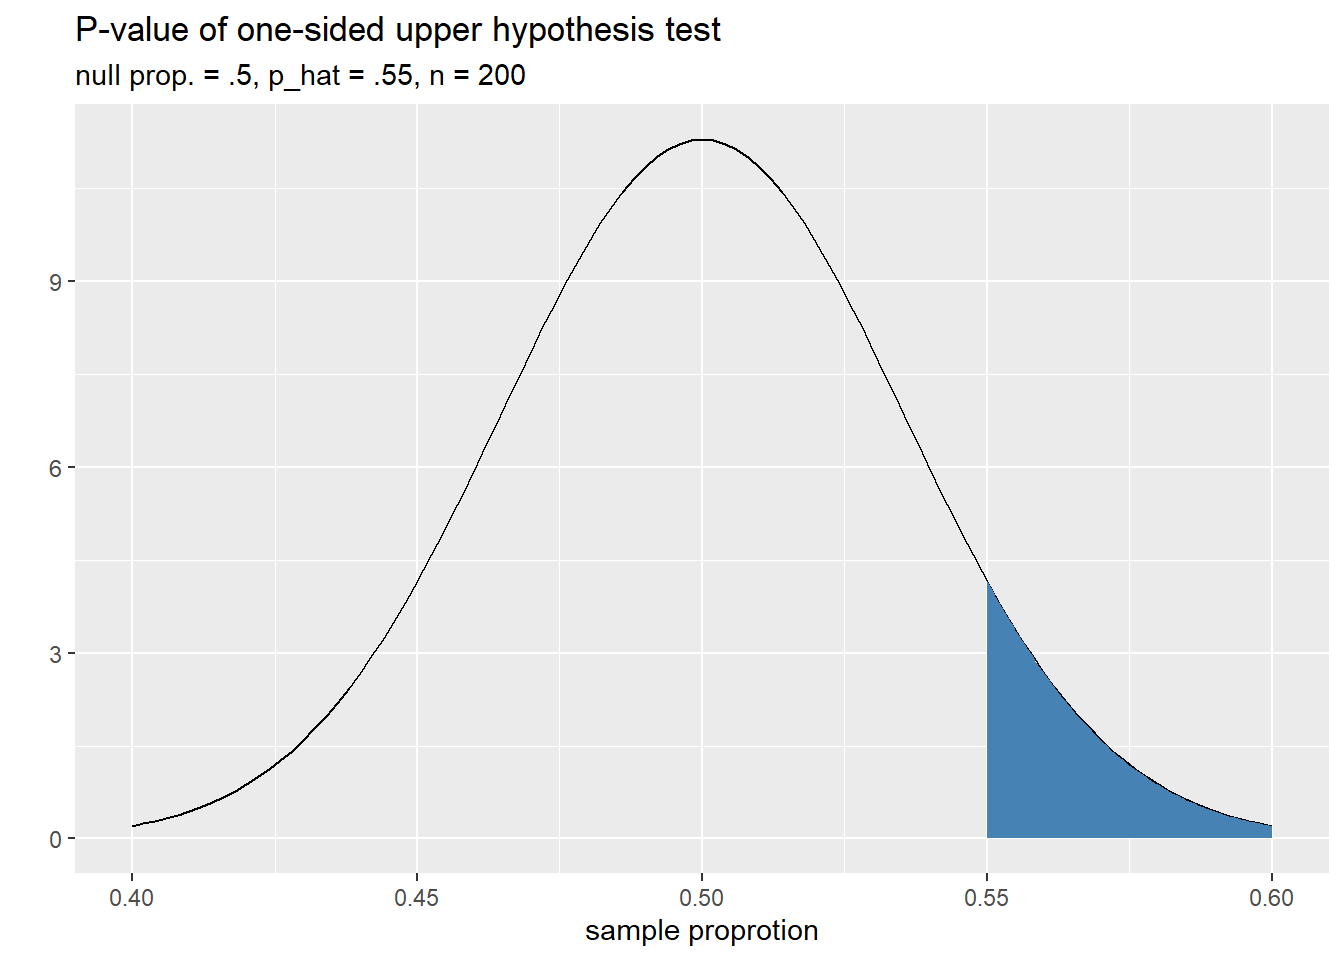 P-value of one-sided upper hypothesis test
null prop. = .5, p_hat = .55, n = 200
9
6
3
0
0.40 0.45 0.50 0.55 0.60
sample proprotion